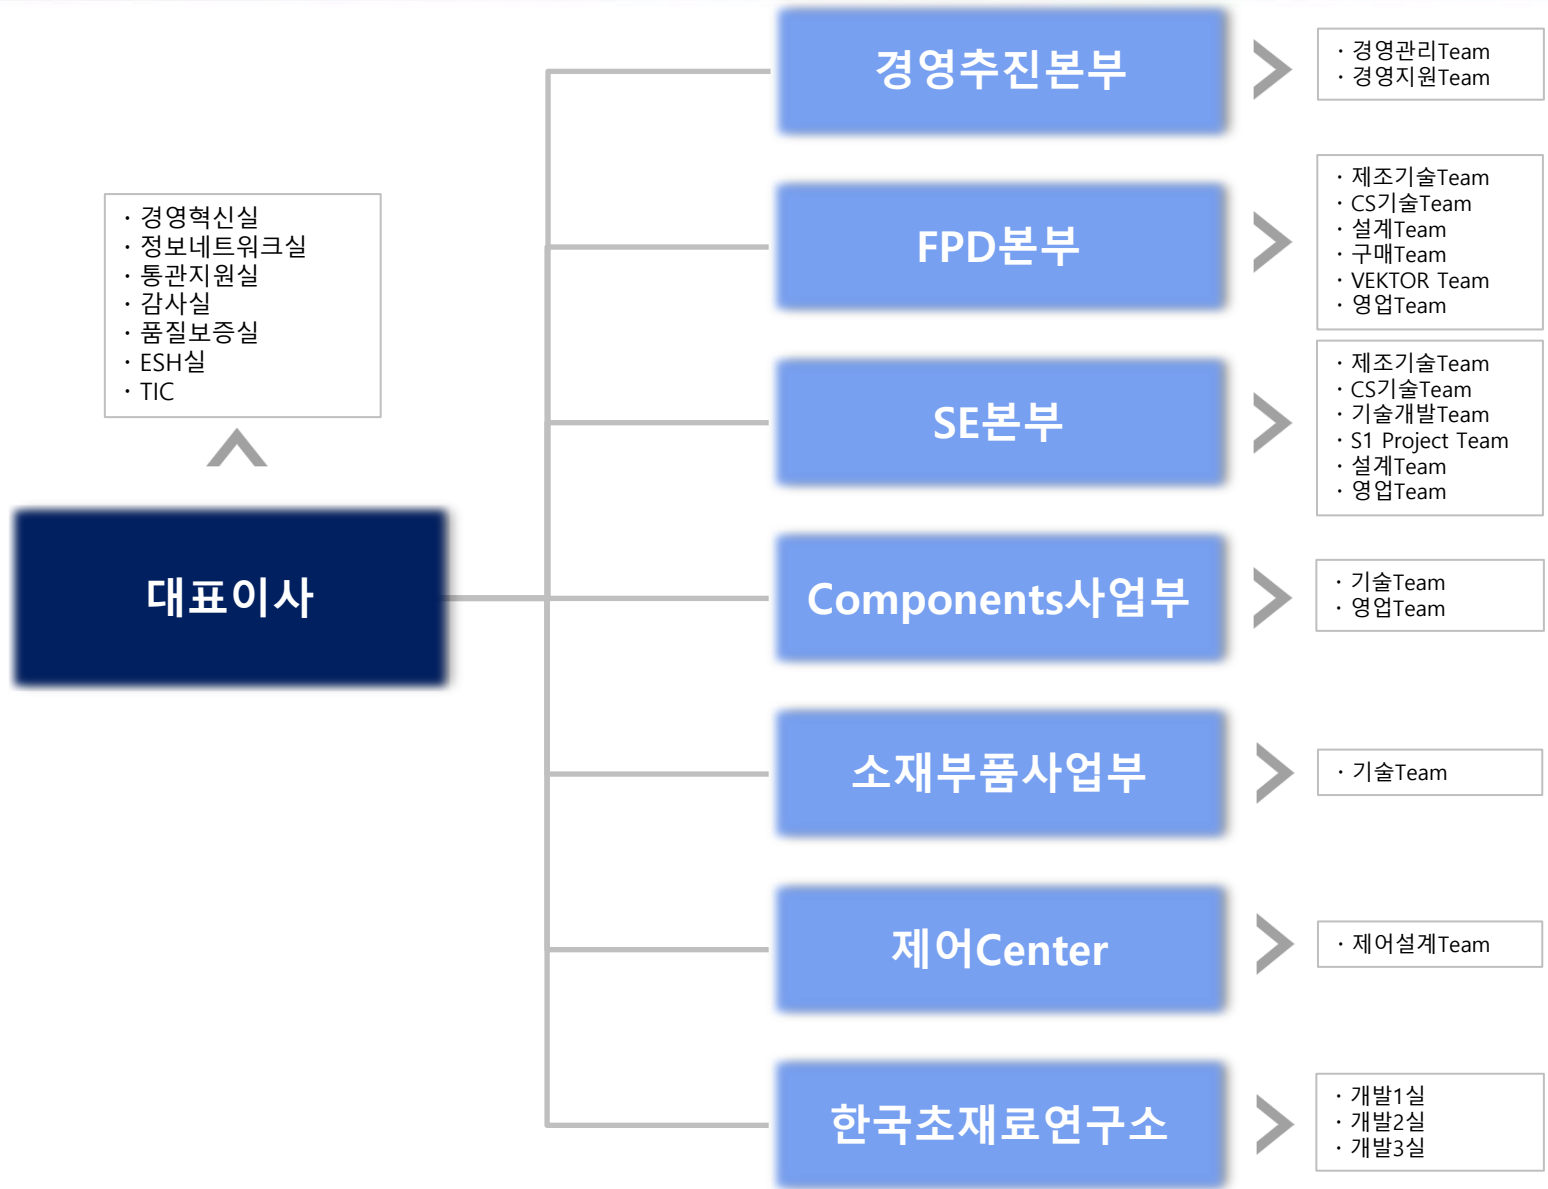 · 경영혁신실
· 정보네트워크실
· 통관지원실
· 감사실
· 품질보증실
· ESH실
· TIC
대표이사
경영추진본부
· 경영관리Team
· 경영지원Team
FPD본부
· 제조기술Team
· CS기술Team
· 설계Team
· 구매Team
· VEKTOR Team
· 영업Team
SE본부
· 제조기술Team
· CS기술Team
· 기술개발Team
· S1 Project Team
· 설계Team
· 영업Team
Components사업부
· 기술Team
· 영업Team
소재부품사업부
· 기술Team
제어Center
· 제어설계Team
한국초재료연구소
· 개발1실
· 개발2실
· 개발3실